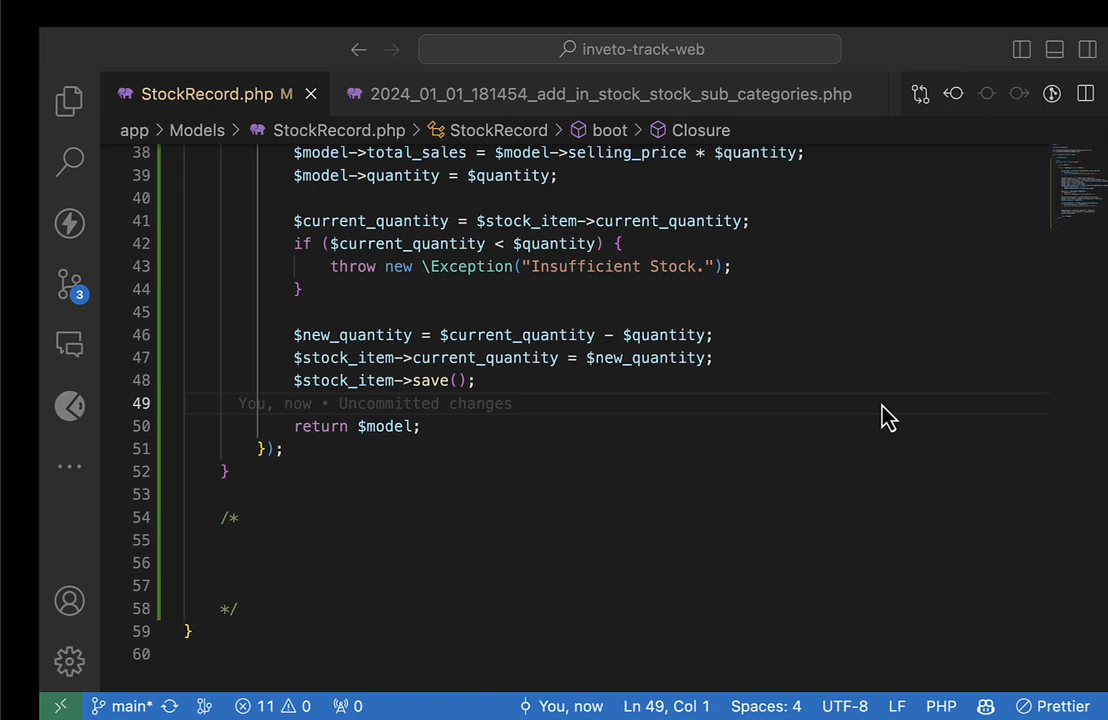 inveto-track-web
StockRecord.php M
2024_01_01_181454_add_in_stock_stock_sub_categories.php
app > Models > StockRecord.php > StockRecord > boot > Closure
38 $model->total_sales = $model->selling_price * $quantity;
39 $model->quantity = $quantity;
40
41 $current_quantity = $stock_item->current_quantity;
42 if ($current_quantity < $quantity) {
43 throw new \Exception("Insufficient Stock.");
44 }
45
46 $new_quantity = $current_quantity - $quantity;
47 $stock_item->current_quantity = $new_quantity;
48 $stock_item->save();
49 You, now • Uncommitted changes
50 return $model;
51 });
52 }
53
54 /*
55
56
57
58 */
59 }
60
3
main* 11 0 0 You, now Ln 49, Col 1 Spaces: 4 UTF-8 LF PHP Prettier